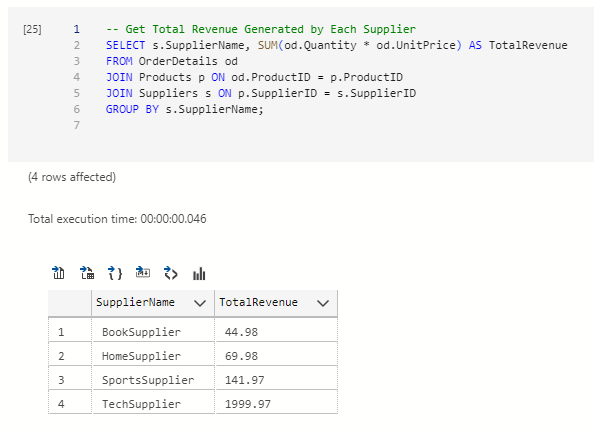 [25] 1 -- Get Total Revenue Generated by Each Supplier
2 SELECT s.SupplierName, SUM(od.Quantity * od.UnitPrice) AS TotalRevenue
3 FROM OrderDetails od
4 JOIN Products p ON od.ProductID = p.ProductID
5 JOIN Suppliers s ON p.SupplierID = s.SupplierID
6 GROUP BY s.SupplierName;
7
(4 rows affected)
Total execution time: 00:00:00.046
SupplierName TotalRevenue
1 BookSupplier 44.98
2 HomeSupplier 69.98
3 SportsSupplier 141.97
4 TechSupplier 1999.97